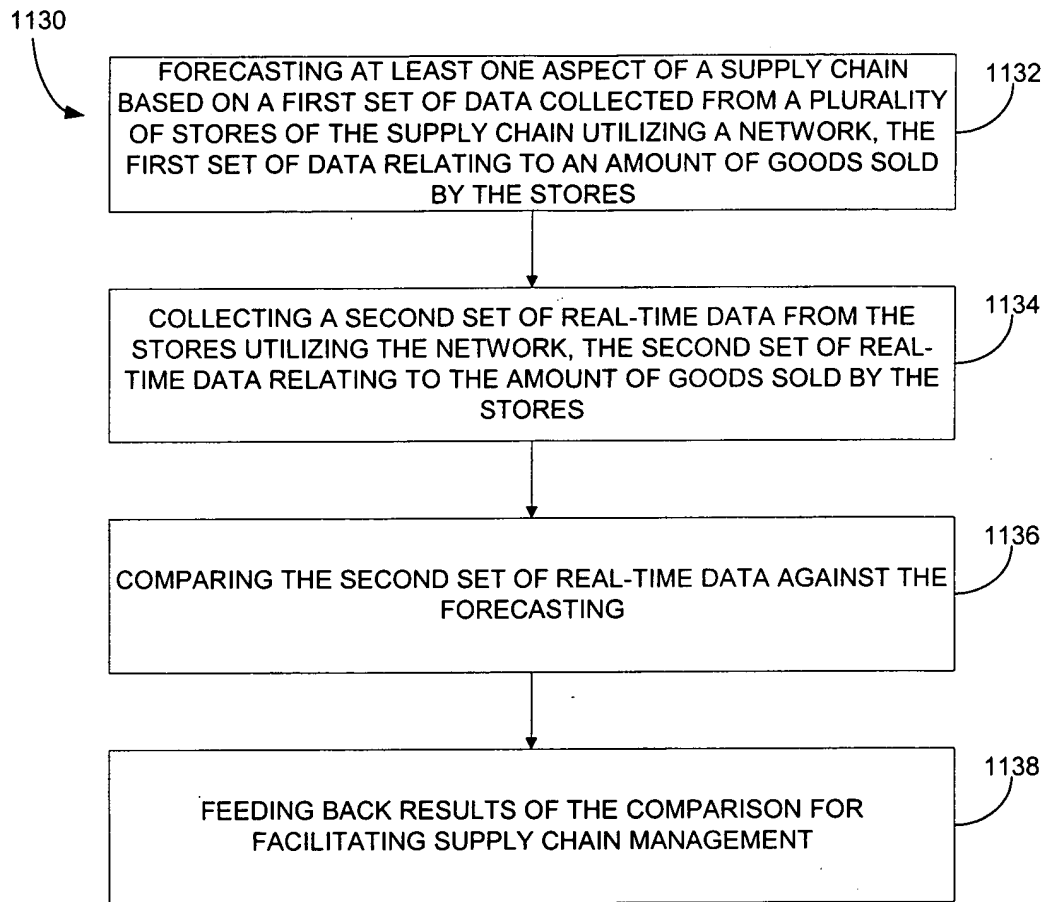 1130
FORECASTING AT LEAST ONE ASPECT OF A SUPPLY CHAIN
BASED ON A FIRST SET OF DATA COLLECTED FROM A PLURALITY
OF STORES OF THE SUPPLY CHAIN UTILIZING A NETWORK, THE
FIRST SET OF DATA RELATING TO AN AMOUNT OF GOODS SOLD
BY THE STORES
1132
COLLECTING A SECOND SET OF REAL-TIME DATA FROM THE
STORES UTILIZING THE NETWORK, THE SECOND SET OF REAL-
TIME DATA RELATING TO THE AMOUNT OF GOODS SOLD BY THE
STORES
1134
COMPARING THE SECOND SET OF REAL-TIME DATA AGAINST THE
FORECASTING
1136
FEEDING BACK RESULTS OF THE COMPARISON FOR
FACILITATING SUPPLY CHAIN MANAGEMENT
1138